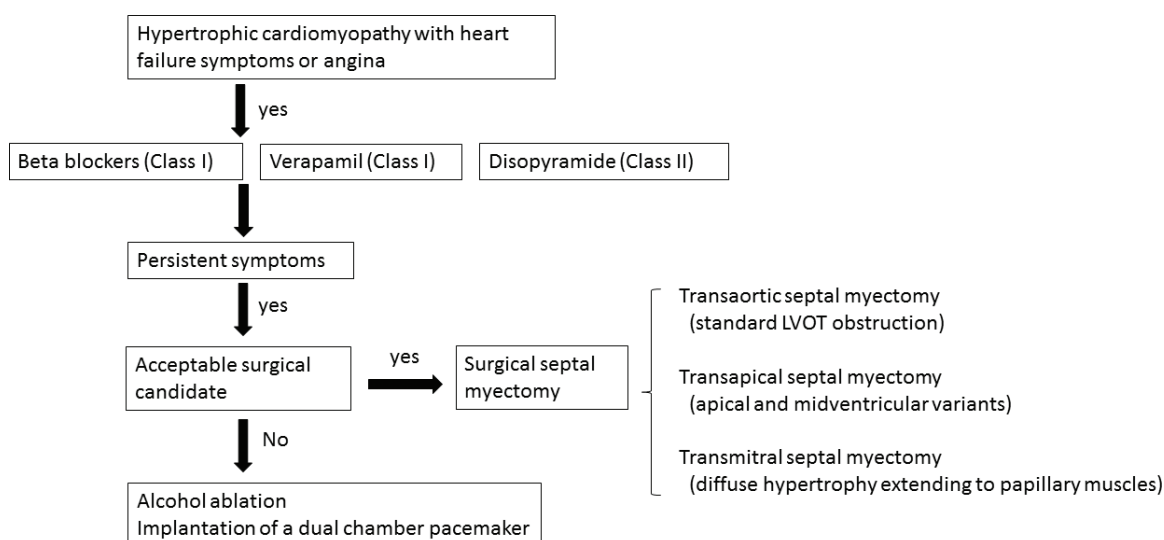 Hypertrophic cardiomyopathy with heart
failure symptoms or angina
yes
Beta blockers (Class I)
Verapamil (Class I)
Disopyramide (Class II)
Persistent symptoms
yes
Acceptable surgical
candidate
yes
Surgical septal
myectomy
Transaortic septal myectomy
(standard LVOT obstruction)
Transapical septal myectomy
(apical and midventricular variants)
Transmitral septal myectomy
(diffuse hypertrophy extending to papillary muscles)
No
Alcohol ablation
Implantation of a dual chamber pacemaker